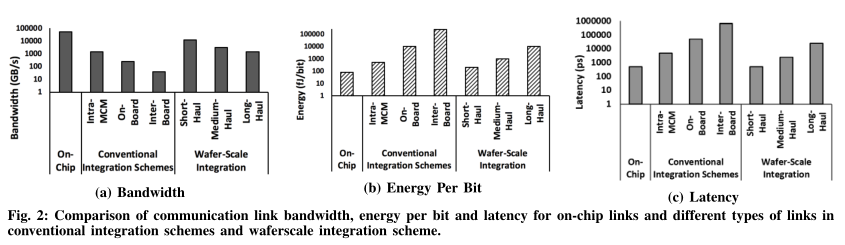 100000
10000
1000
100
10
1
Bandwidth (GB/s)
Intra-MCM
On-Board
Inter-Board
Short-Haul
Medium-Haul
Long-Haul
On-Chip
Conventional Integration Schemes
Wafer-Scale Integration
(a) Bandwidth
100000
10000
1000
100
10
1
Energy (fJ/bit)
Intra-MCM
On-Board
Inter-Board
Short-Haul
Medium-Haul
Long-Haul
On-Chip
Conventional Integration Schemes
Wafer-Scale Integration
(b) Energy Per Bit
1000000
100000
10000
1000
100
10
1
Latency (ps)
Intra-MCM
On-Board
Inter-Board
Short-Haul
Medium-Haul
Long-Haul
On-Chip
Conventional Integration Schemes
Wafer-Scale Integration
(c) Latency
Fig. 2: Comparison of communication link bandwidth, energy per bit and latency for on-chip links and different types of links in
conventional integration schemes and waferscale integration scheme.